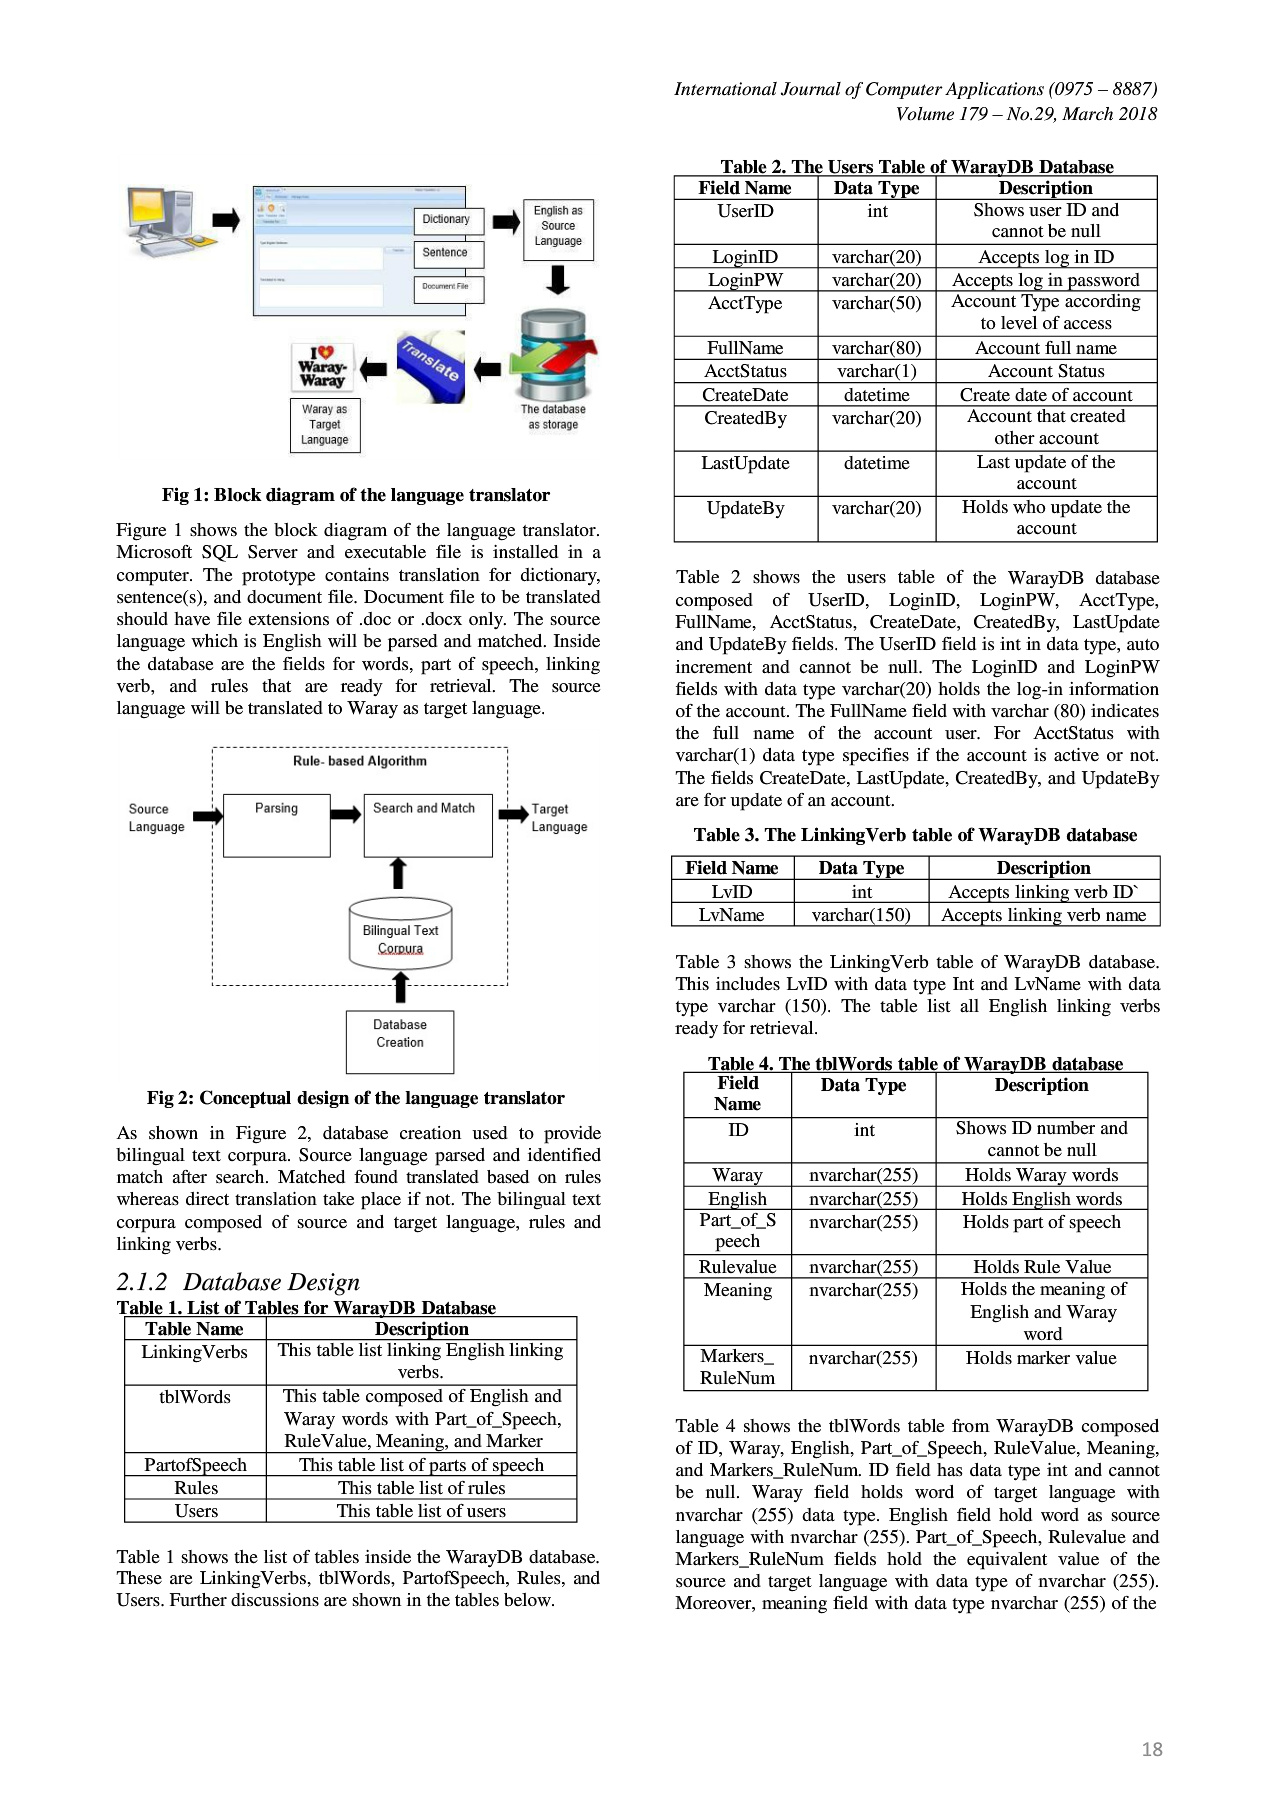 International Journal of Computer Applications (0975 – 8887)
Volume 179 – No.29, March 2018
Dictionary
Sentence
Document File
English as
Source
Language
I
Waray-
Waray
Translate
Waray as
Target
Language
The database
as storage
Fig 1: Block diagram of the language translator
Figure 1 shows the block diagram of the language translator.
Microsoft SQL Server and executable file is installed in a
computer. The prototype contains translation for dictionary,
sentence(s), and document file. Document file to be translated
should have file extensions of .doc or .docx only. The source
language which is English will be parsed and matched. Inside
the database are the fields for words, part of speech, linking
verb, and rules that are ready for retrieval. The source
language will be translated to Waray as target language.
Rule- based Algorithm
Source
Language
Parsing
Search and Match
Target
Language
Bilingual Text
Corpura
Database
Creation
Fig 2: Conceptual design of the language translator
As shown in Figure 2, database creation used to provide
bilingual text corpura. Source language parsed and identified
match after search. Matched found translated based on rules
whereas direct translation take place if not. The bilingual text
corpura composed of source and target language, rules and
linking verbs.
2.1.2 Database Design
Table 1. List of Tables for WarayDB Database
Table Name Description
LinkingVerbs This table list linking English linking
verbs.
tblWords This table composed of English and
Waray words with Part_of_Speech,
RuleValue, Meaning, and Marker
PartofSpeech This table list of parts of speech
Rules This table list of rules
Users This table list of users
Table 1 shows the list of tables inside the WarayDB database.
These are LinkingVerbs, tblWords, PartofSpeech, Rules, and
Users. Further discussions are shown in the tables below.
Table 2. The Users Table of WarayDB Database
Field Name Data Type Description
UserID int Shows user ID and
cannot be null
LoginID varchar(20) Accepts log in ID
LoginPW varchar(20) Accepts log in password
AcctType varchar(50) Account Type according
to level of access
FullName varchar(80) Account full name
AcctStatus varchar(1) Account Status
CreateDate datetime Create date of account
CreatedBy varchar(20) Account that created
other account
LastUpdate datetime Last update of the
account
UpdateBy varchar(20) Holds who update the
account
Table 2 shows the users table of the WarayDB database
composed of UserID, LoginID, LoginPW, AcctType,
FullName, AcctStatus, CreateDate, CreatedBy, LastUpdate
and UpdateBy fields. The UserID field is int in data type, auto
increment and cannot be null. The LoginID and LoginPW
fields with data type varchar(20) holds the log-in information
of the account. The FullName field with varchar (80) indicates
the full name of the account user. For AcctStatus with
varchar(1) data type specifies if the account is active or not.
The fields CreateDate, LastUpdate, CreatedBy, and UpdateBy
are for update of an account.
Table 3. The LinkingVerb table of WarayDB database
Field Name Data Type Description
LvID int Accepts linking verb ID`
LvName varchar(150) Accepts linking verb name
Table 3 shows the LinkingVerb table of WarayDB database.
This includes LvID with data type Int and LvName with data
type varchar (150). The table list all English linking verbs
ready for retrieval.
Table 4. The tblWords table of WarayDB database
Field Data Type Description
Name
ID int Shows ID number and
cannot be null
Waray nvarchar(255) Holds Waray words
English nvarchar(255) Holds English words
Part_of_S nvarchar(255) Holds part of speech
peech
Rulevalue nvarchar(255) Holds Rule Value
Meaning nvarchar(255) Holds the meaning of
English and Waray
word
Markers_ nvarchar(255) Holds marker value
RuleNum
Table 4 shows the tblWords table from WarayDB composed
of ID, Waray, English, Part_of_Speech, RuleValue, Meaning,
and Markers_RuleNum. ID field has data type int and cannot
be null. Waray field holds word of target language with
nvarchar (255) data type. English field hold word as source
language with nvarchar (255). Part_of_Speech, Rulevalue and
Markers_RuleNum fields hold the equivalent value of the
source and target language with data type of nvarchar (255).
Moreover, meaning field with data type nvarchar (255) of the
18